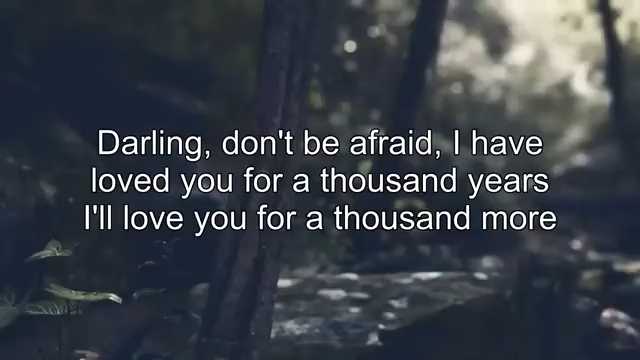 Darling, don't be afraid, I have
loved you for a thousand years
I'll love you for a thousand more